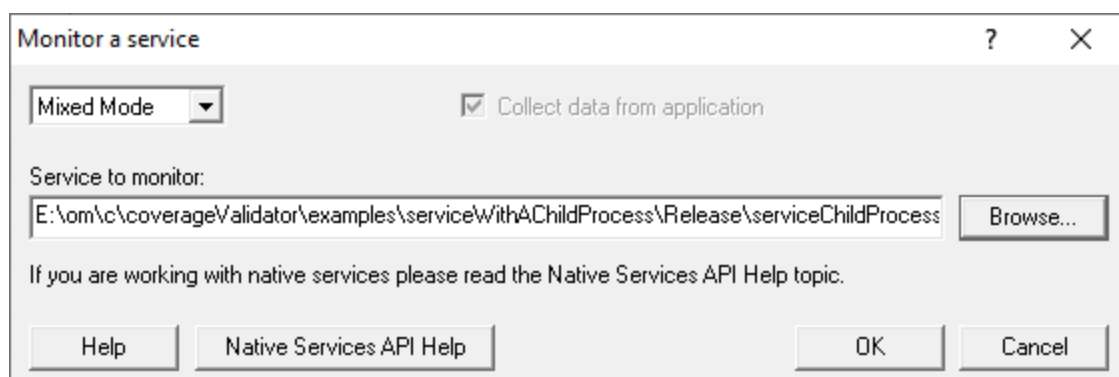 Monitor a service ?
Mixed Mode Collect data from application
Service to monitor:
E:\om\c\coverageValidator\examples\serviceWithAChildProcess\Release\serviceChildProcess Browse...
If you are working with native services please read the Native Services API Help topic.
Help Native Services API Help OK Cancel